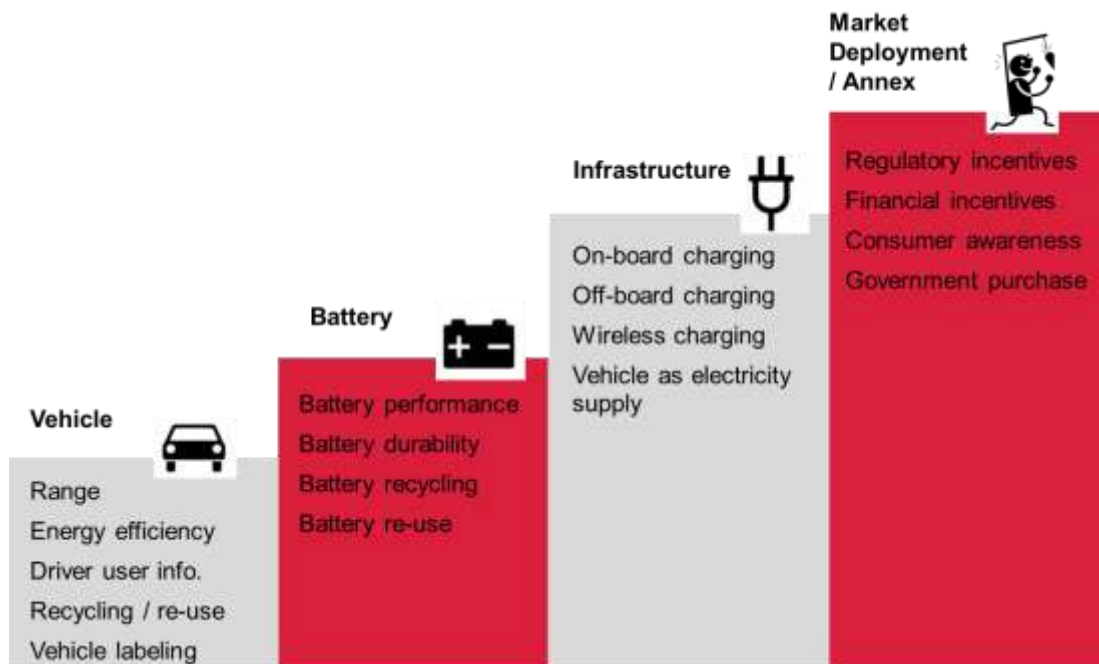 Vehicle
Range
Energy efficiency
Driver user info.
Recycling / re-use
Vehicle labeling
Battery
Battery performance
Battery durability
Battery recycling
Battery re-use
Infrastructure
On-board charging
Off-board charging
Wireless charging
Vehicle as electricity
supply
Market
Deployment
/ Annex
Regulatory incentives
Financial incentives
Consumer awareness
Government purchase